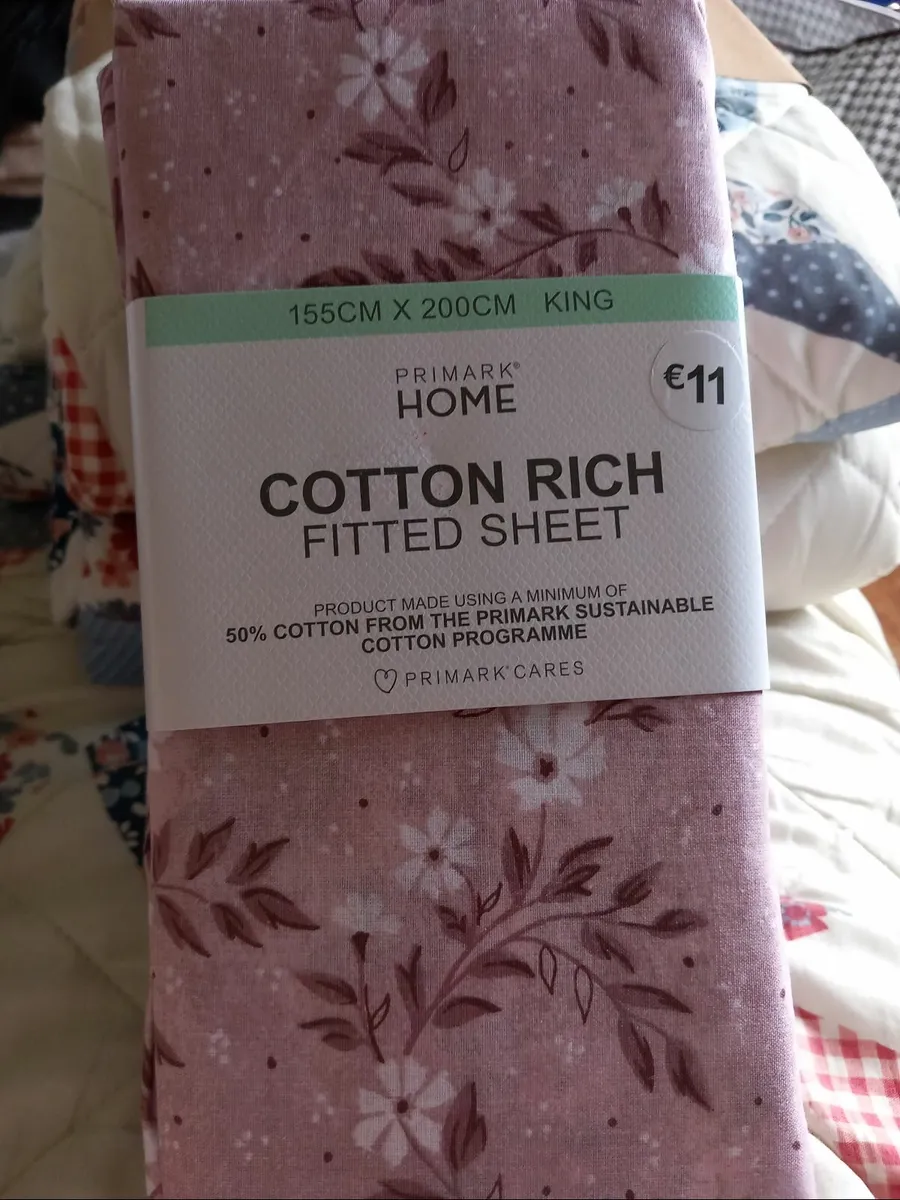 155CM X 200CM KING
PRIMARK®
HOME
€11
COTTON RICH
FITTED SHEET
PRODUCT MADE USING A MINIMUM OF
50% COTTON FROM THE PRIMARK SUSTAINABLE
COTTON PROGRAMME
PRIMARK® CARES